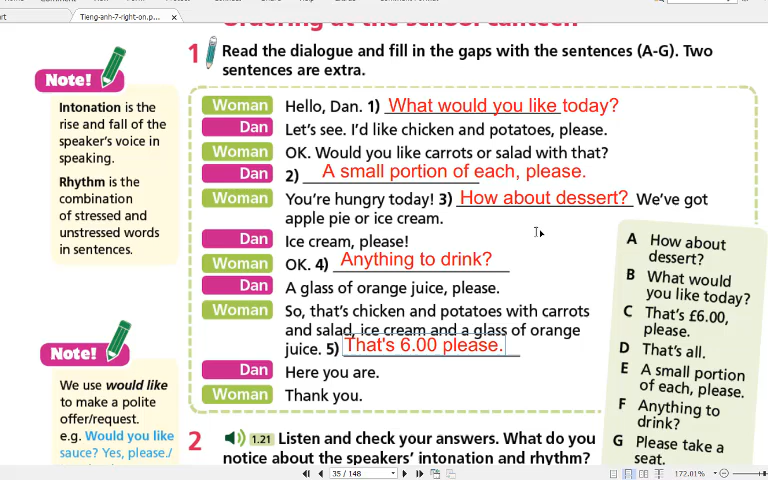 Tieng-anh-7-right-on.p...
Ordering at the school canteen
1 Read the dialogue and fill in the gaps with the sentences (A-G). Two
sentences are extra.
Note!
Intonation is the
rise and fall of the
speaker's voice in
speaking.
Rhythm is the
combination
of stressed and
unstressed words
in sentences.
Woman Hello, Dan. 1) What would you like today?
Dan Let's see. I'd like chicken and potatoes, please.
Woman OK. Would you like carrots or salad with that?
Dan 2) A small portion of each, please.
Woman You're hungry today! 3) How about dessert? We've got
apple pie or ice cream.
Dan Ice cream, please!
Woman OK. 4) Anything to drink?
Dan A glass of orange juice, please.
Woman So, that's chicken and potatoes with carrots
and salad, ice cream and a glass of orange
juice. 5) That's 6.00 please.
Dan Here you are.
Woman Thank you.
A How about
dessert?
B What would
you like today?
C That's £6.00,
please.
D That's all.
E A small portion
of each, please.
F Anything to
drink?
G Please take a
seat.
Note!
We use would like
to make a polite
offer/request.
e.g. Would you like
sauce? Yes, please./
2 1.21 Listen and check your answers. What do you
notice about the speakers' intonation and rhythm?
35 / 148
172.01%